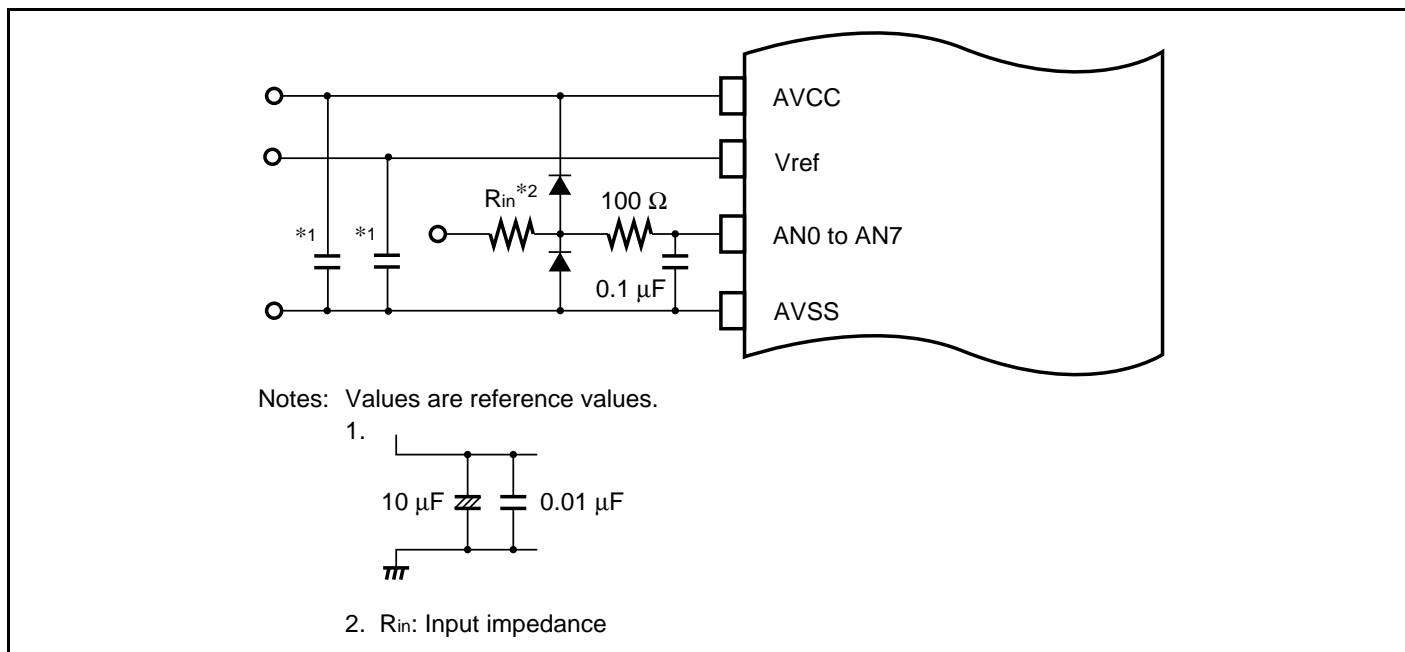 AVCC
Vref
Rin*2
100 Ω
*1
*1
AN0 to AN7
0.1 μF
AVSS
Notes: Values are reference values.
1.
10 μF
0.01 μF
2. Rin: Input impedance